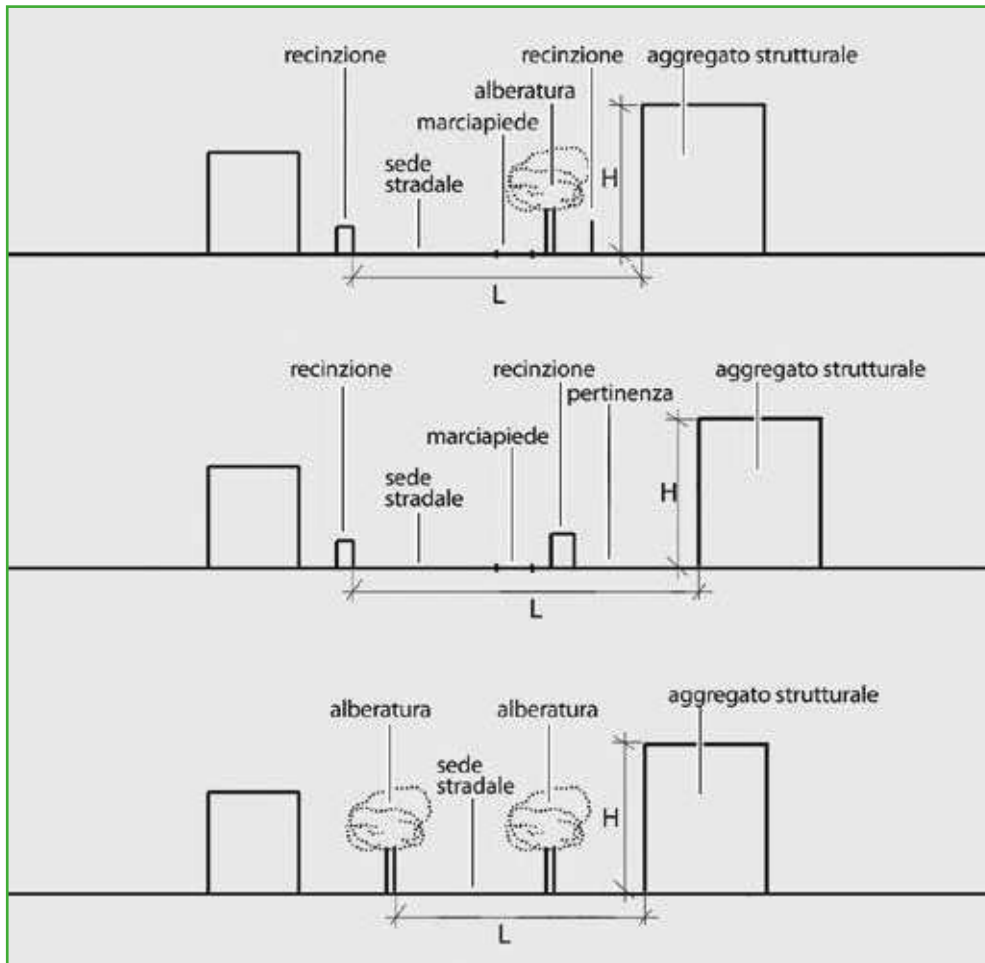 recinzione
recinzione
aggregato strutturale
alberatura
marciapiede
sede
stradale
H
L
recinzione
recinzione
aggregato strutturale
pertinenza
marciapiede
sede
stradale
H
L
alberatura
alberatura
aggregato strutturale
sede
stradale
H
L